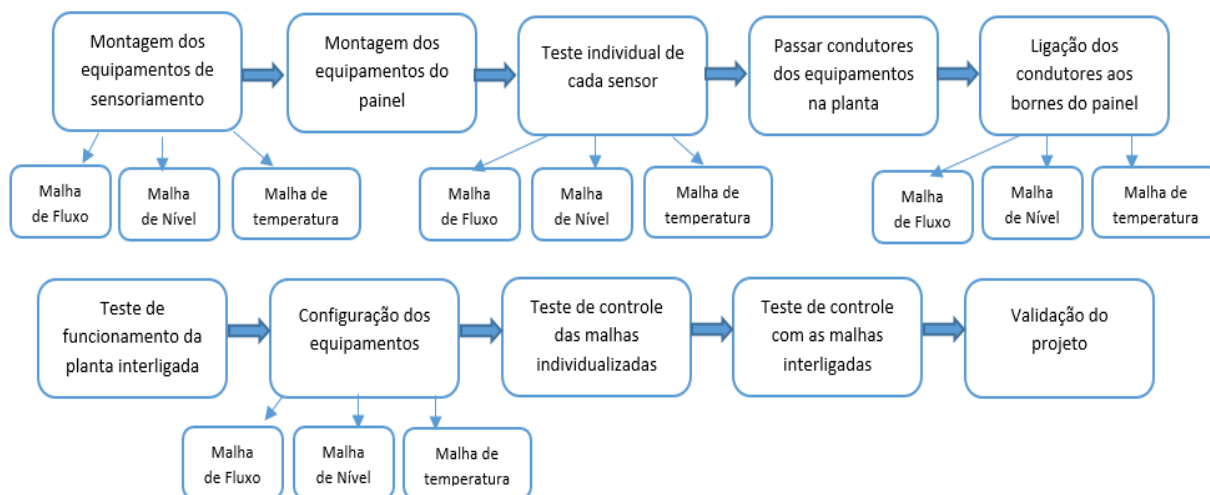 Montagem dos
equipamentos de
sensoriamento
Montagem dos
equipamentos do
painel
Teste individual de
cada sensor
Passar condutores
dos equipamentos
na planta
Ligação dos
condutores aos
bornes do painel
Malha
de Fluxo
Malha
de Nível
Malha de
temperatura
Malha
de Fluxo
Malha
de Nível
Malha de
temperatura
Malha
de Fluxo
Malha
de Nível
Malha de
temperatura
Teste de
funcionamento da
planta interligada
Configuração dos
equipamentos
Teste de controle
das malhas
individualizadas
Teste de controle
com as malhas
interligadas
Validação do
projeto
Malha
de Fluxo
Malha
de Nível
Malha de
temperatura